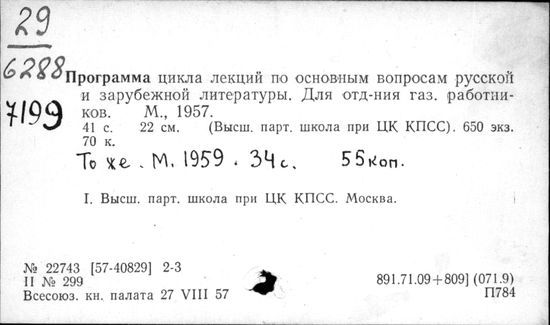 29
6288
7199
Программа цикла лекций по основным вопросам русской
и зарубежной литературы. Для отд-ния газ. работни-
ков. М., 1957.
41 с. 22 см. (Высш. парт. школа при ЦК КПСС). 650 экз.
70 к.
То же. М. 1959. 34 с. 55 коп.
I. Высш. парт. школа при ЦК КПСС. Москва.
№ 22743 [57-40829] 2-3
II № 299
Всесоюз. кн. палата 27 VIII 57
891.71.09+809] (071.9)
П784